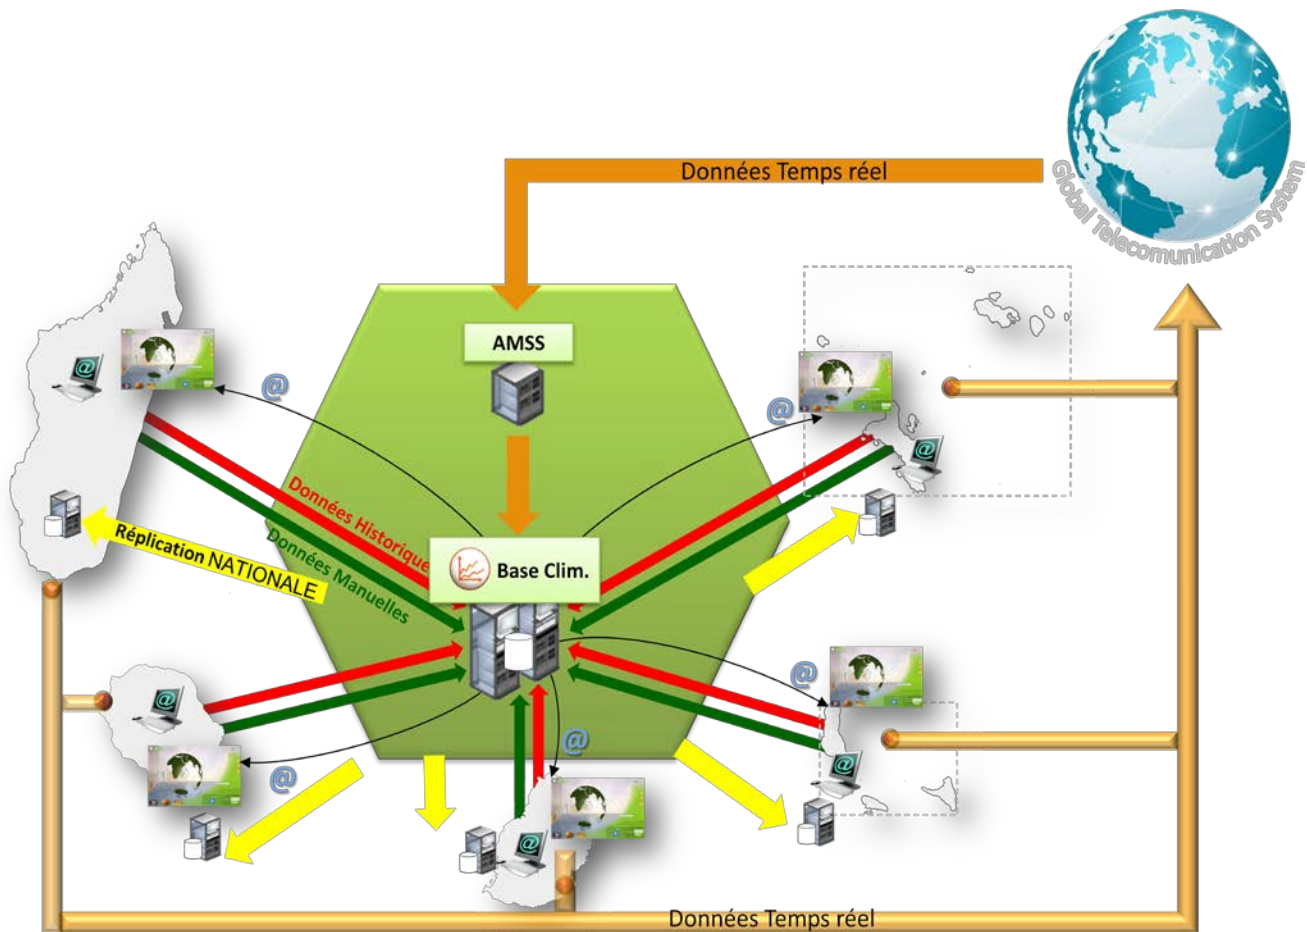 Données Temps réel
Global Telecomunication System
AMSS
@
@
@
@
Données Historique
@
Réplication NATIONALE
Données Manuelles
Base Clim.
@
@
@
@
@
@
Données Temps réel